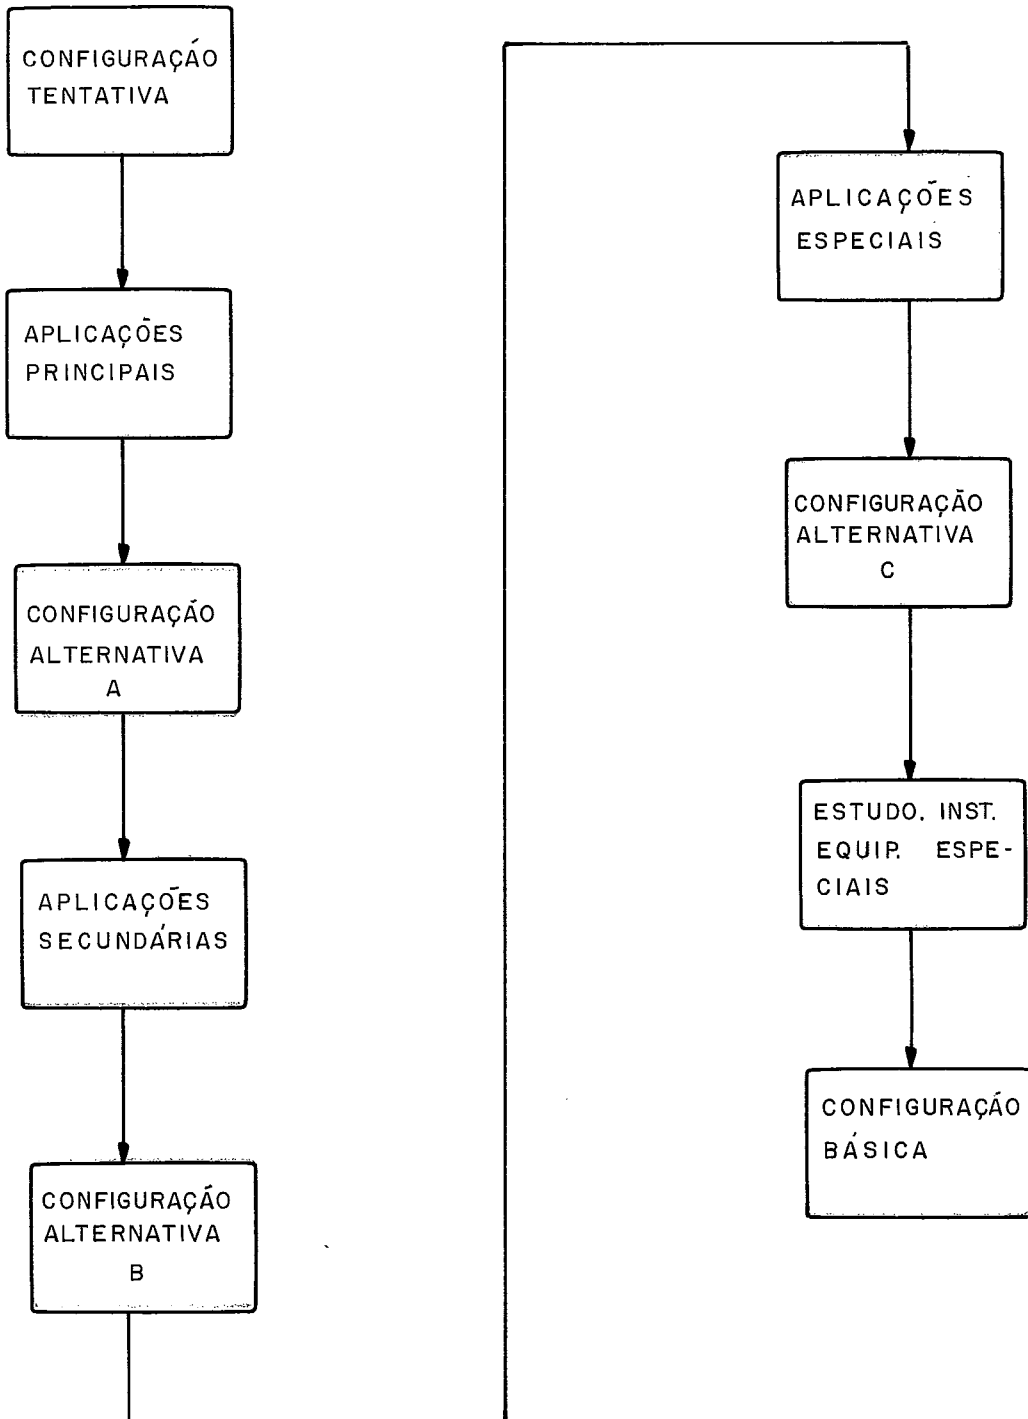 CONFIGURAÇÃO
TENTATIVA
APLICAÇÕES
PRINCIPAIS
CONFIGURAÇÃO
ALTERNATIVA
A
APLICAÇÕES
SECUNDÁRIAS
CONFIGURAÇÃO
ALTERNATIVA
B
APLICAÇÕES
ESPECIAIS
CONFIGURAÇÃO
ALTERNATIVA
C
ESTUDO. INST.
EQUIP. ESPE-
CIAIS
CONFIGURAÇÃO
BÁSICA